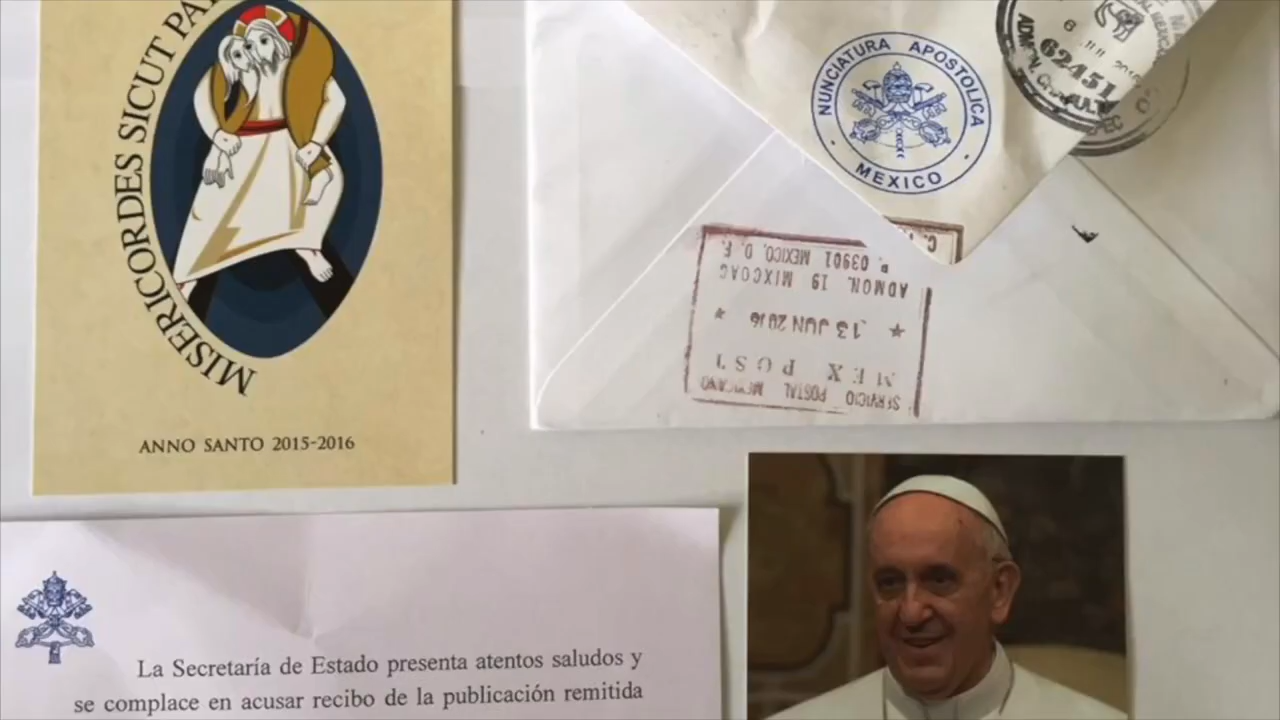 MISERICORDES SICUT
ANNO SANTO 2015-2016
NUNCIATURA APOSTOLICA
· MEXICO ·
62451
SERVICIO POSTAL MEXICANO
MEX POST
★ 13 JUN 2016 ★
ADMON. 19 MIXCOAC
P. 03901 MEXICO, D. F.
La Secretaría de Estado presenta atentos saludos y
se complace en acusar recibo de la publicación remitida